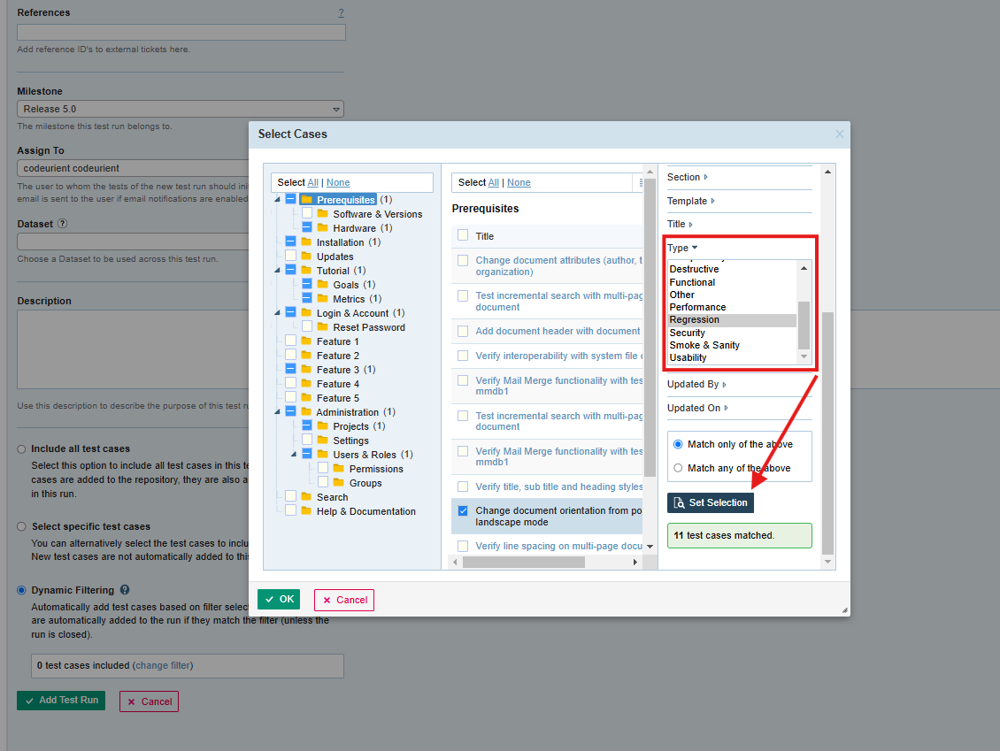 References
?
Add reference ID's to external tickets here.
Milestone
Release 5.0
The milestone this test run belongs to.
Assign To
codeurient codeurient
The user to whom the tests of the new test run should
email is sent to the user if email notifications are enabled
Dataset ?
Choose a Dataset to be used across this test run.
Description
Use this description to describe the purpose of this test
Include all test cases
Select this option to include all test cases in this
cases are added to the repository, they are also
in this run.
Select specific test cases
You can alternatively select the test cases to
New test cases are not automatically added to
Dynamic Filtering ?
Automatically add test cases based on filter
are automatically added to the run if they match the filter (unless the
run is closed).
0 test cases included (change filter)
Add Test Run
Cancel
Select Cases
Select All | None
Prerequisites (1)
Software & Versions
Hardware (1)
Installation (1)
Updates
Tutorial (1)
Goals (1)
Metrics (1)
Login & Account (1)
Reset Password
Feature 1
Feature 2
Feature 3 (1)
Feature 4
Feature 5
Administration (1)
Projects (1)
Settings
Users & Roles (1)
Permissions
Groups
Search
Help & Documentation
Select All | None
Prerequisites
Title
Change document attributes (author,
organization)
Test incremental search with
document
Add document header with document
Verify interoperability with system file
Verify Mail Merge functionality with
mmdb1
Test incremental search with
document
Verify Mail Merge functionality with
mmdb1
Verify title, sub title and heading styles
Change document orientation from
landscape mode
Verify line spacing on multi-page
Section
Template
Title
Type
Destructive
Functional
Other
Performance
Regression
Security
Smoke & Sanity
Usability
Updated By
Updated On
Match only of the above
Match any of the above
Set Selection
11 test cases matched.
OK
Cancel